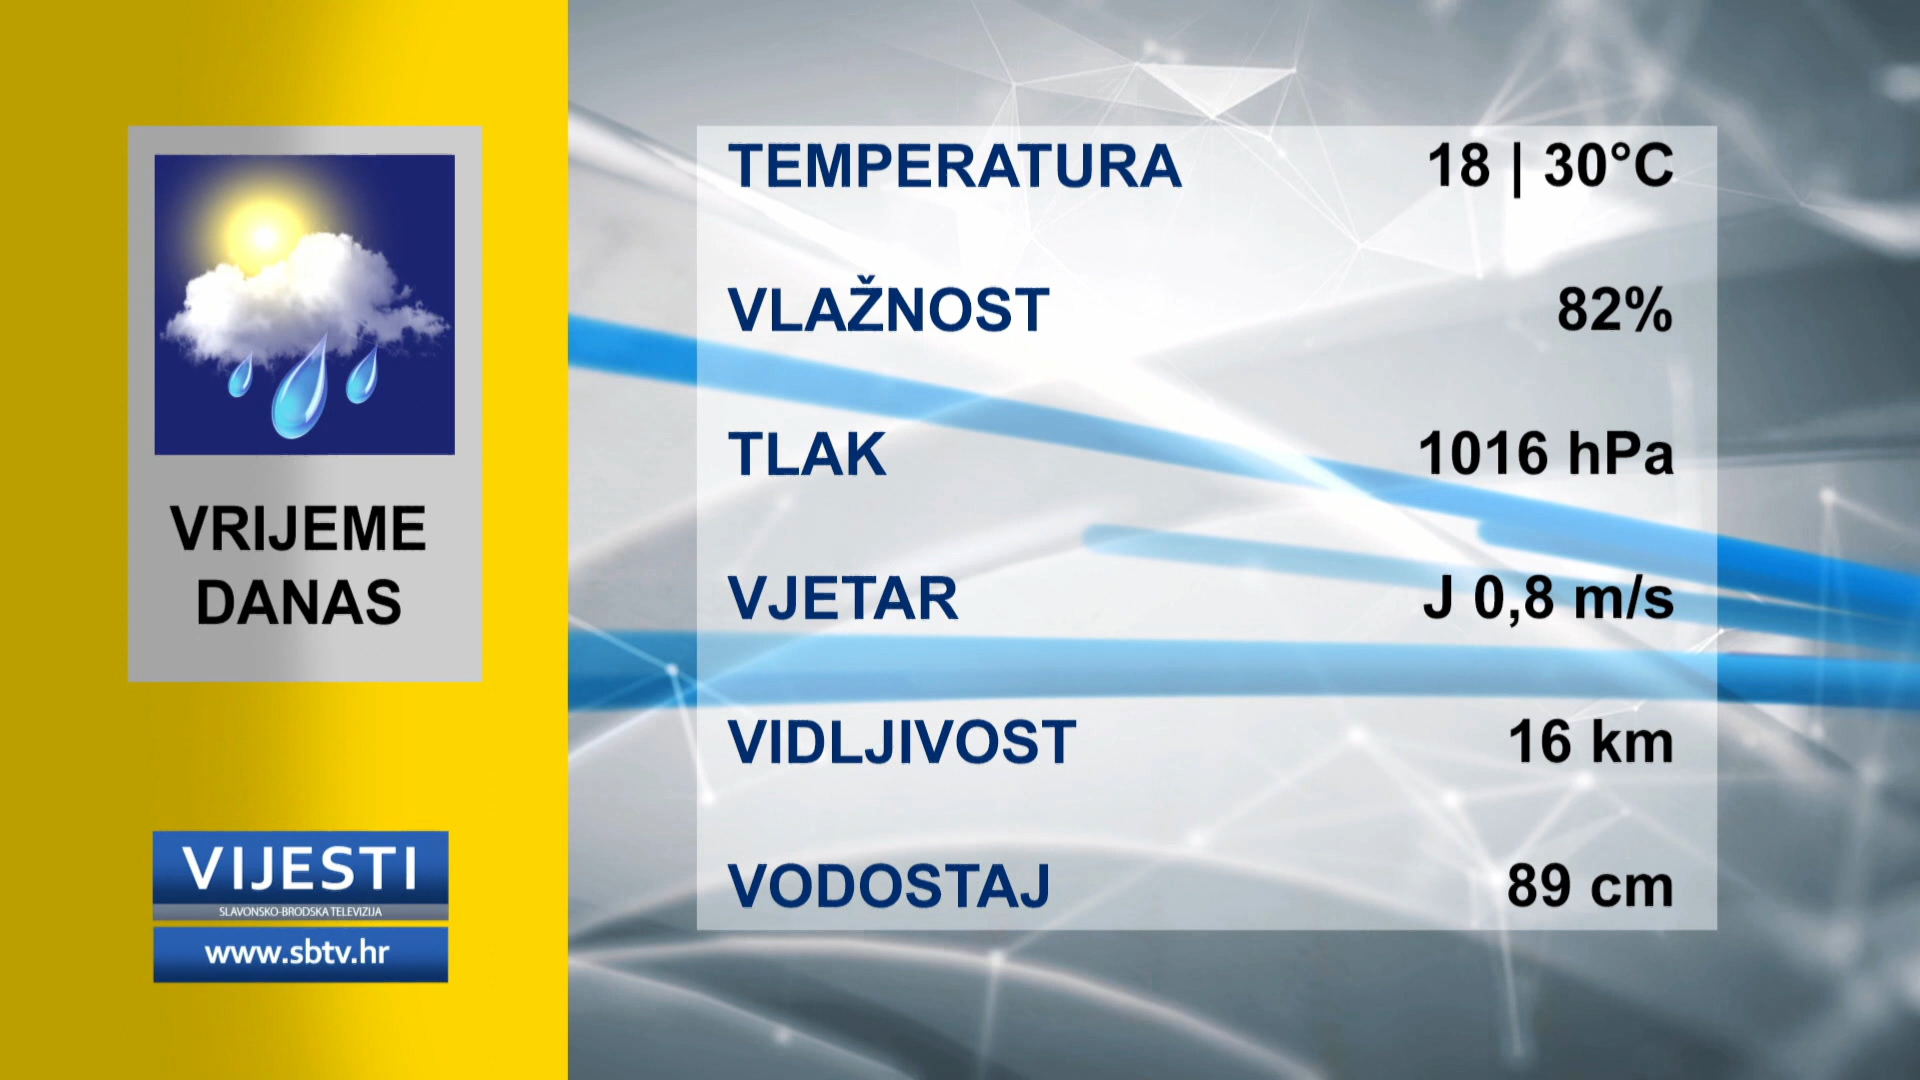 VRIJEME
DANAS
VIJESTI
SLAVONSKO-BRODSKA TELEVIZIJA
www.sbtv.hr
TEMPERATURA 18 | 30°C
VLAŽNOST 82%
TLAK 1016 hPa
VJETAR J 0,8 m/s
VIDLJIVOST 16 km
VODOSTAJ 89 cm